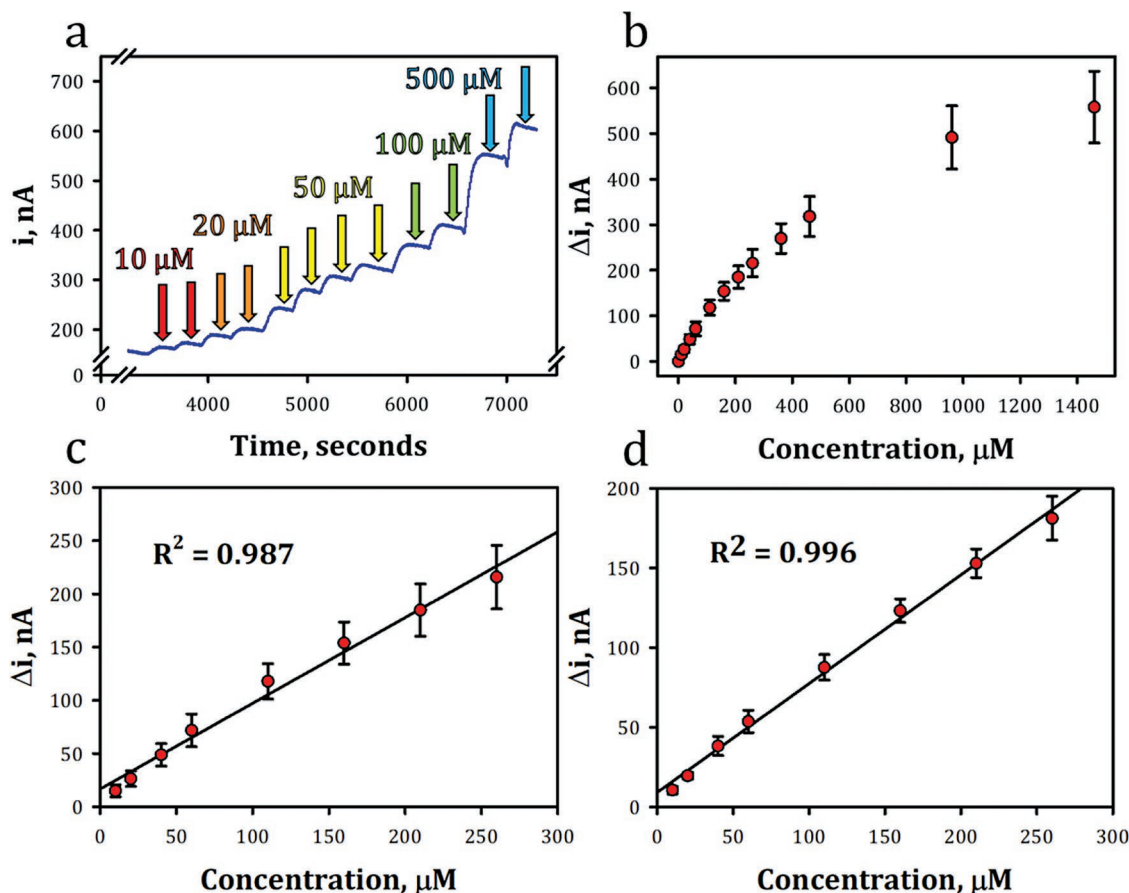 a
700
600
500
400
300
200
0
i, nA
10 µM
20 µM
50 µM
100 µM
500 µM
0 4000 5000 6000 7000
Time, seconds
b
600
500
400
300
200
100
0
Δi, nA
0 200 400 600 800 1000 1200 1400
Concentration, µM
c
300
250
200
150
100
50
0
Δi, nA
R² = 0.987
0 50 100 150 200 250 300
Concentration, µM
d
200
150
100
50
0
Δi, nA
R2 = 0.996
0 50 100 150 200 250 300
Concentration, µM